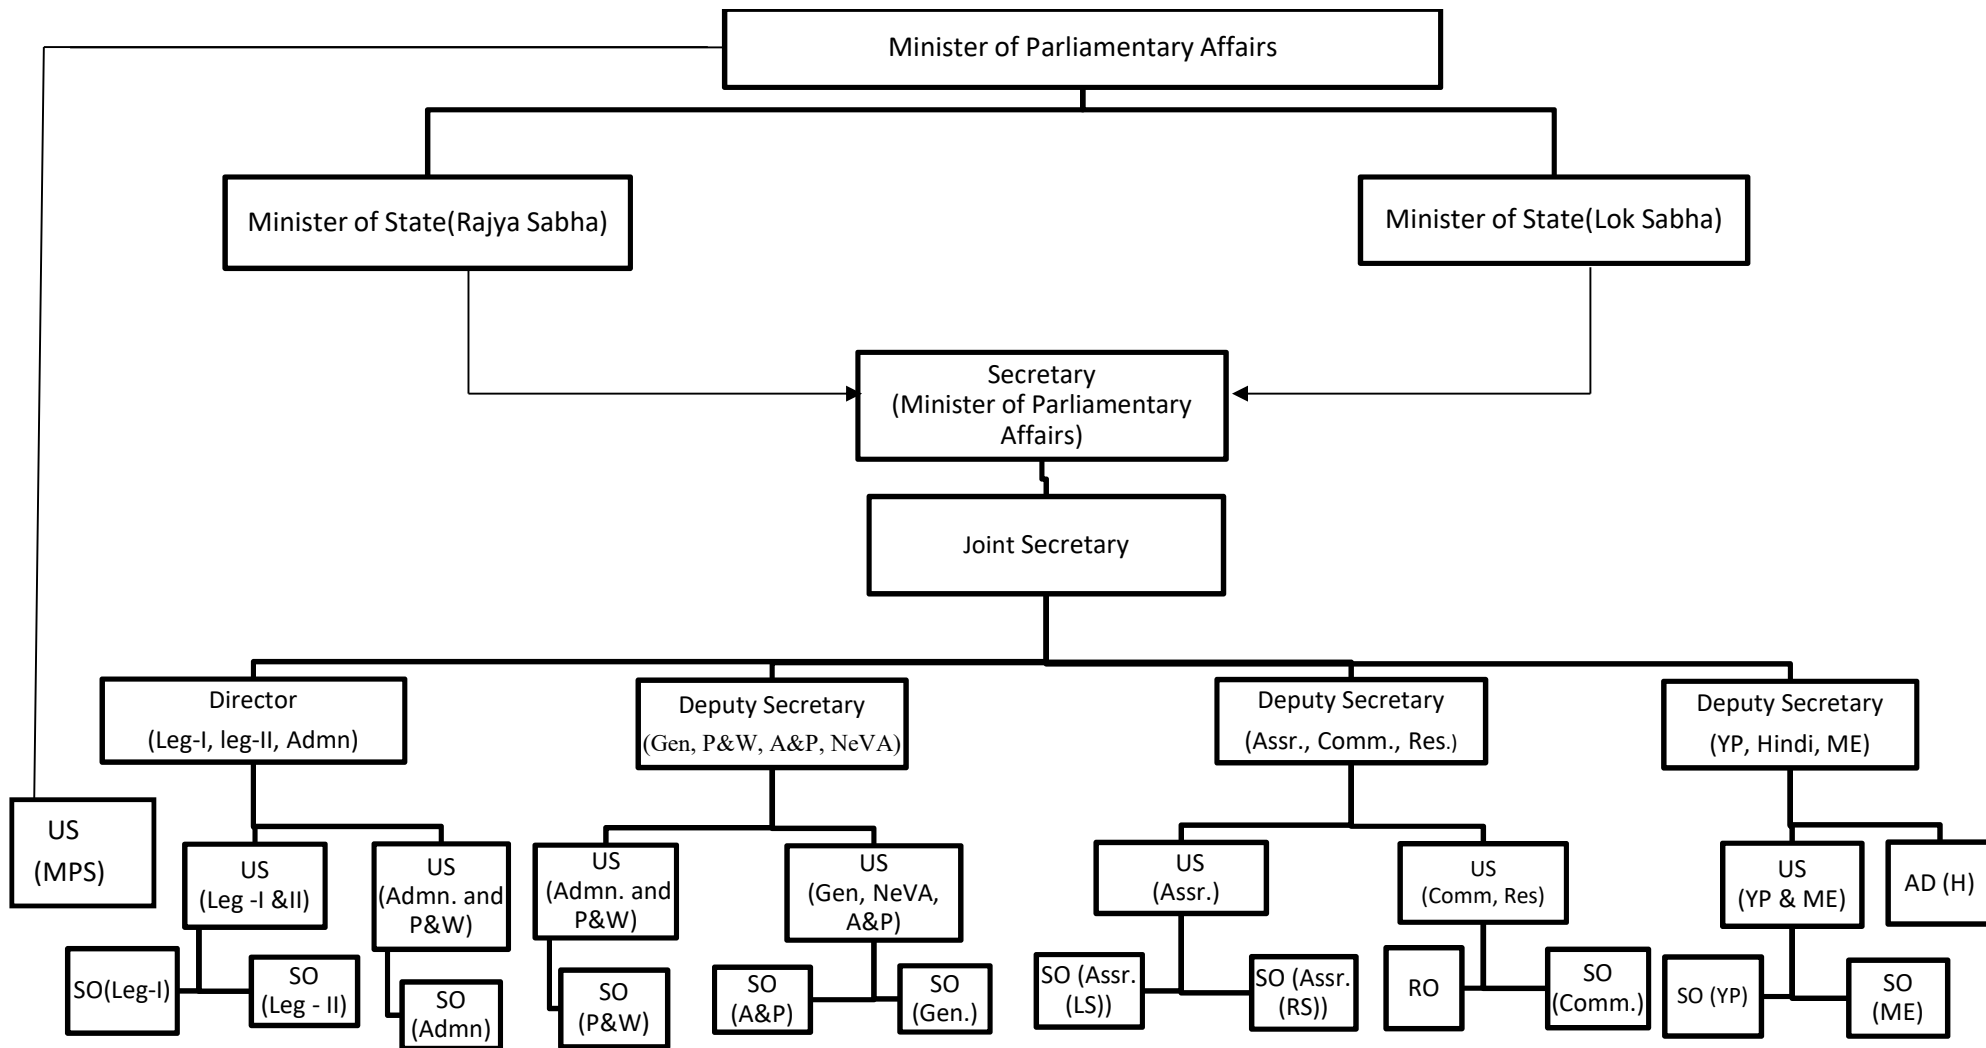 Minister of Parliamentary Affairs
Minister of State(Rajya Sabha)
Minister of State(Lok Sabha)
Secretary
(Minister of Parliamentary
Affairs)
Joint Secretary
Director
(Leg-I, leg-II, Admn)
Deputy Secretary
(Gen, P&W, A&P, NeVA)
Deputy Secretary
(Assr., Comm., Res.)
Deputy Secretary
(YP, Hindi, ME)
US
(MPS)
US
(Leg -I &II)
US
(Admn. and
P&W)
US
(Admn. and
P&W)
US
(Gen, NeVA,
A&P)
US
(Assr.)
US
(Comm, Res
US
(YP & ME)
AD (H)
SO(Leg-I)
SO
(Leg - II)
SO
(Admn)
SO
(P&W)
SO
(A&P)
SO
(Gen.)
SO (Assr.
(LS))
SO (Assr.
(RS))
RO
SO
(Comm.)
SO (YP)
SO
(ME)